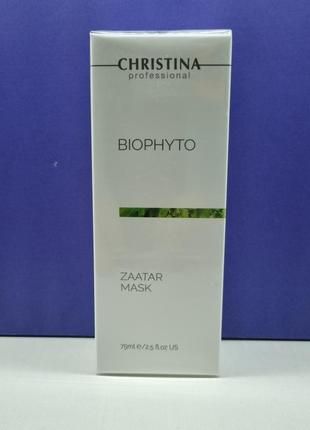 CHRISTINA
professional
BIOPHYTO
ZAATAR
MASK
75ml e/2.5 fl.oz US